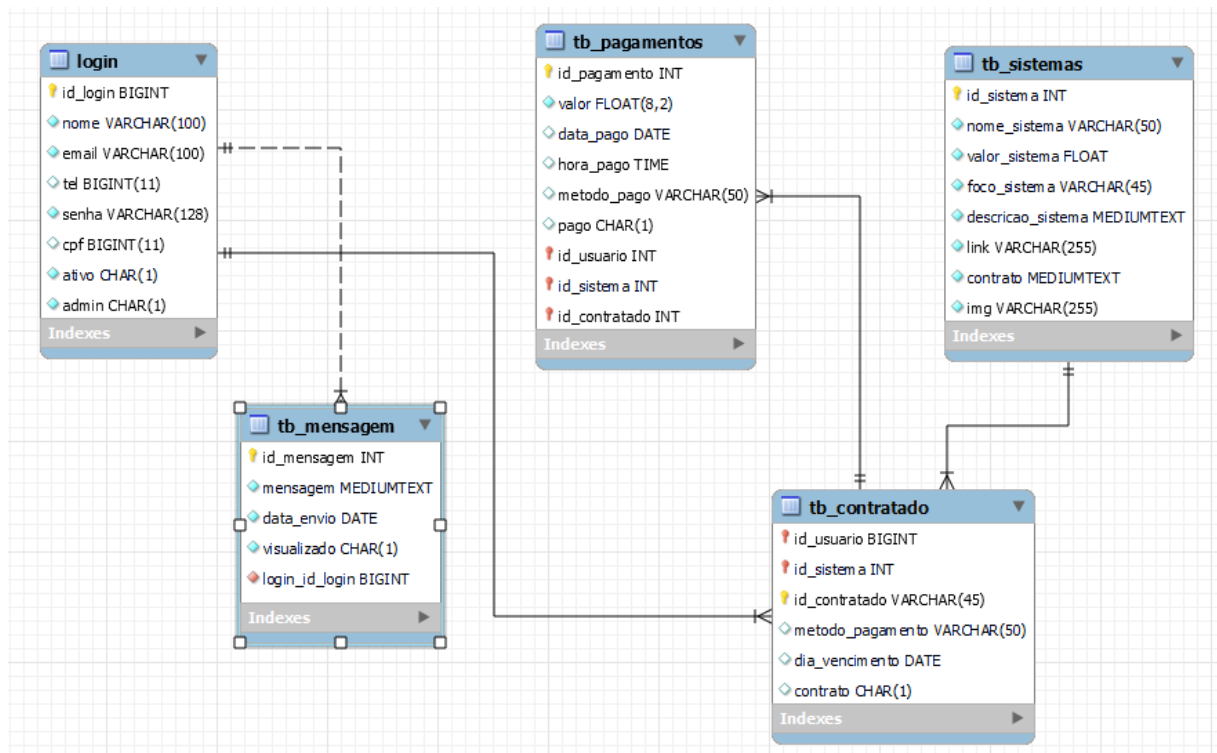 login
id_login BIGINT
nome VARCHAR(100)
email VARCHAR(100)
tel BIGINT(11)
senha VARCHAR(128)
cpf BIGINT(11)
ativo CHAR(1)
admin CHAR(1)
Indexes
tb_pagamentos
id_pagamento INT
valor FLOAT(8,2)
data_pago DATE
hora_pago TIME
metodo_pago VARCHAR(50)
pago CHAR(1)
id_usuario INT
id_sistema INT
id_contratado INT
Indexes
tb_sistemas
id_sistema INT
nome_sistema VARCHAR(50)
valor_sistema FLOAT
foco_sistema VARCHAR(45)
descricao_sistema MEDIUMTEXT
link VARCHAR(255)
contrato MEDIUMTEXT
img VARCHAR(255)
Indexes
tb_mensagem
id_mensagem INT
mensagem MEDIUMTEXT
data_envio DATE
visualizado CHAR(1)
login_id_login BIGINT
Indexes
tb_contratado
id_usuario BIGINT
id_sistema INT
id_contratado VARCHAR(45)
metodo_pagamento VARCHAR(50)
dia_vencimento DATE
contrato CHAR(1)
Indexes